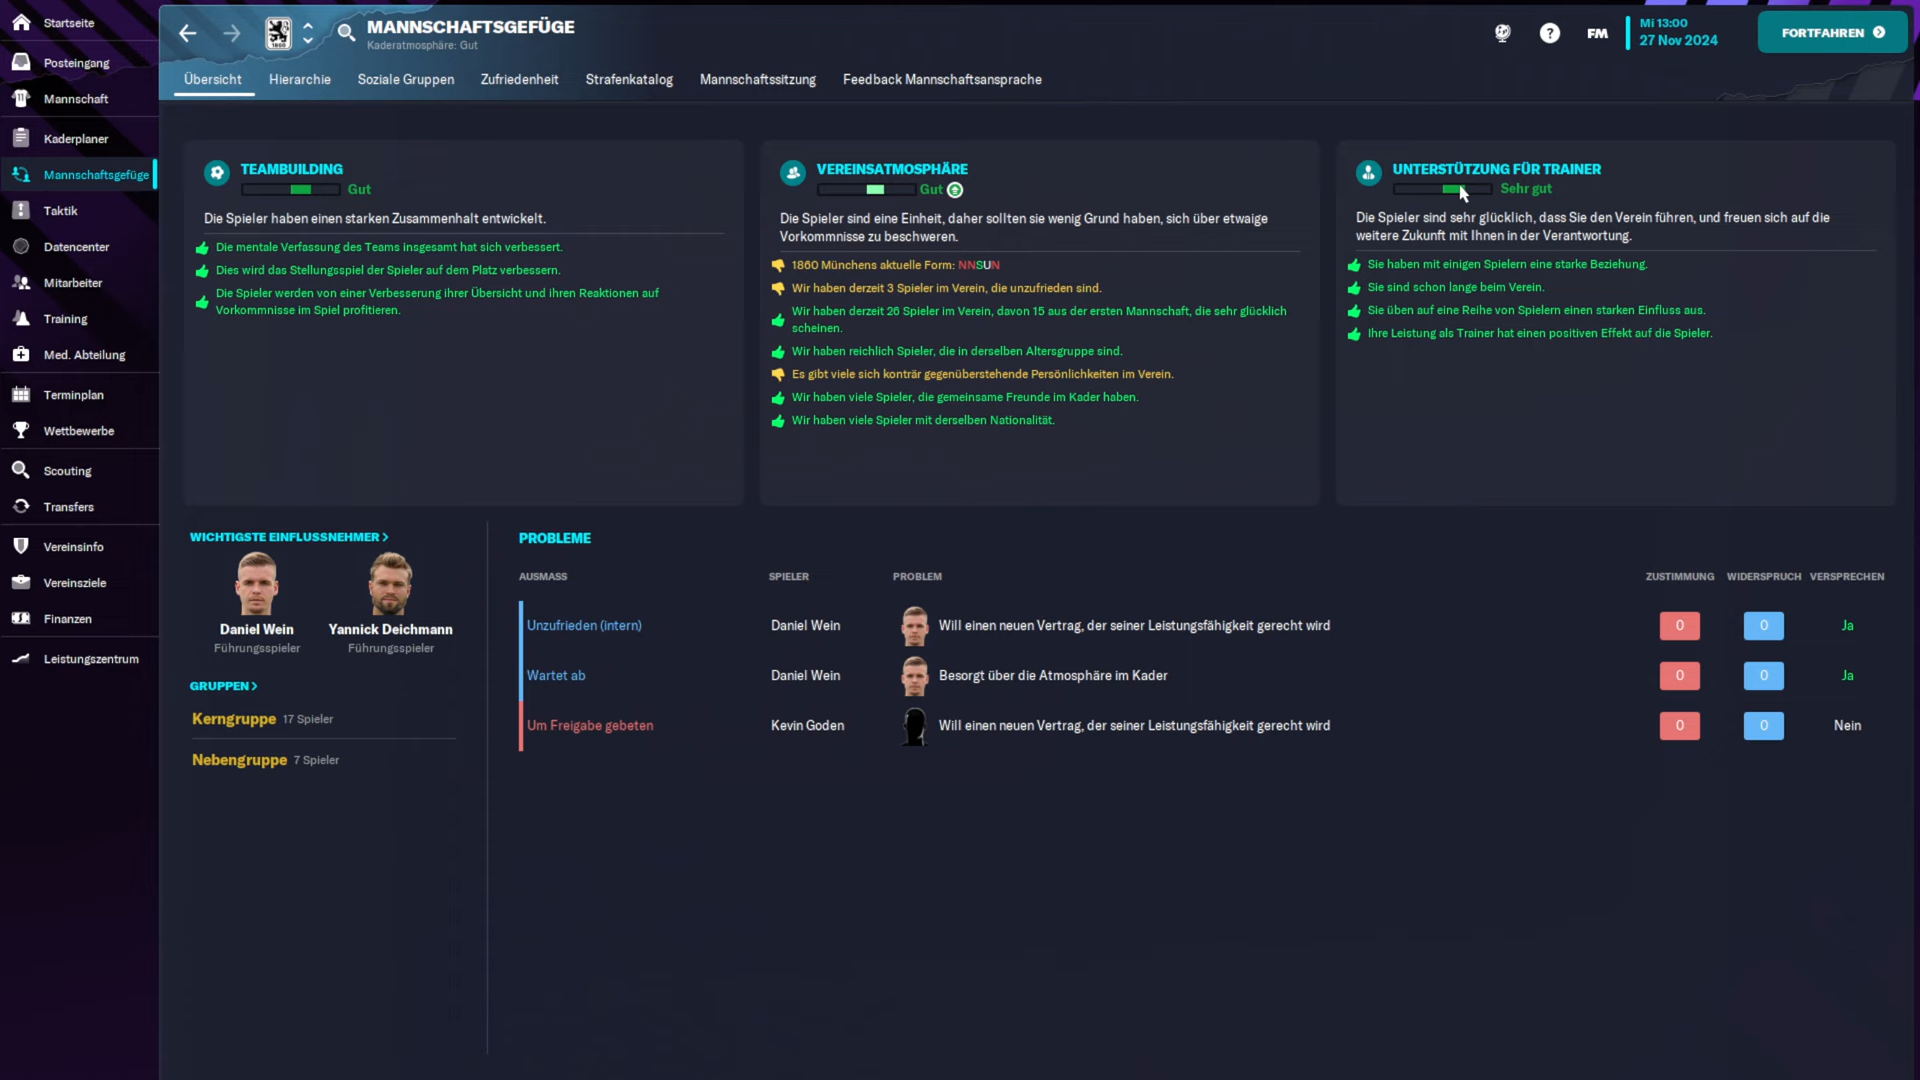 Startseite
Posteingang
Mannschaft
Kaderplaner
Mannschaftsgefüge
Taktik
Datencenter
Mitarbeiter
Training
Med. Abteilung
Terminplan
Wettbewerbe
Scouting
Transfers
Vereinsinfo
Vereinsziele
Finanzen
Leistungszentrum
MANNSCHAFTSGEFÜGE
Kaderatmosphäre: Gut
FM
Mi 13:00
27 Nov 2024
FORTFAHREN
Übersicht Hierarchie Soziale Gruppen Zufriedenheit Strafenkatalog Mannschaftssitzung Feedback Mannschaftsansprache
TEAMBUILDING
Gut
Die Spieler haben einen starken Zusammenhalt entwickelt.
Die mentale Verfassung des Teams insgesamt hat sich verbessert.
Dies wird das Stellungsspiel der Spieler auf dem Platz verbessern.
Die Spieler werden von einer Verbesserung ihrer Übersicht und ihren Reaktionen auf
Vorkommnisse im Spiel profitieren.
VEREINSATMOSPHÄRE
Gut
Die Spieler sind eine Einheit, daher sollten sie wenig Grund haben, sich über etwaige
Vorkommnisse zu beschweren.
1860 Münchens aktuelle Form: NNSUN
Wir haben derzeit 3 Spieler im Verein, die unzufrieden sind.
Wir haben derzeit 26 Spieler im Verein, davon 15 aus der ersten Mannschaft, die sehr glücklich
scheinen.
Wir haben reichlich Spieler, die in derselben Altersgruppe sind.
Es gibt viele sich konträr gegenüberstehende Persönlichkeiten im Verein.
Wir haben viele Spieler, die gemeinsame Freunde im Kader haben.
Wir haben viele Spieler mit derselben Nationalität.
UNTERSTÜTZUNG FÜR TRAINER
Sehr gut
Die Spieler sind sehr glücklich, dass Sie den Verein führen, und freuen sich auf die
weitere Zukunft mit Ihnen in der Verantwortung.
Sie haben mit einigen Spielern eine starke Beziehung.
Sie sind schon lange beim Verein.
Sie üben auf eine Reihe von Spielern einen starken Einfluss aus.
Ihre Leistung als Trainer hat einen positiven Effekt auf die Spieler.
WICHTIGSTE EINFLUSSNEHMER >
Daniel Wein
Führungsspieler
Yannick Deichmann
Führungsspieler
GRUPPEN >
Kerngruppe 17 Spieler
Nebengruppe 7 Spieler
PROBLEME
AUSMASS SPIELER PROBLEM ZUSTIMMUNG WIDERSPRUCH VERSPRECHEN
Unzufrieden (intern) Daniel Wein Will einen neuen Vertrag, der seiner Leistungsfähigkeit gerecht wird 0 0 Ja
Wartet ab Daniel Wein Besorgt über die Atmosphäre im Kader 0 0 Ja
Um Freigabe gebeten Kevin Goden Will einen neuen Vertrag, der seiner Leistungsfähigkeit gerecht wird 0 0 Nein